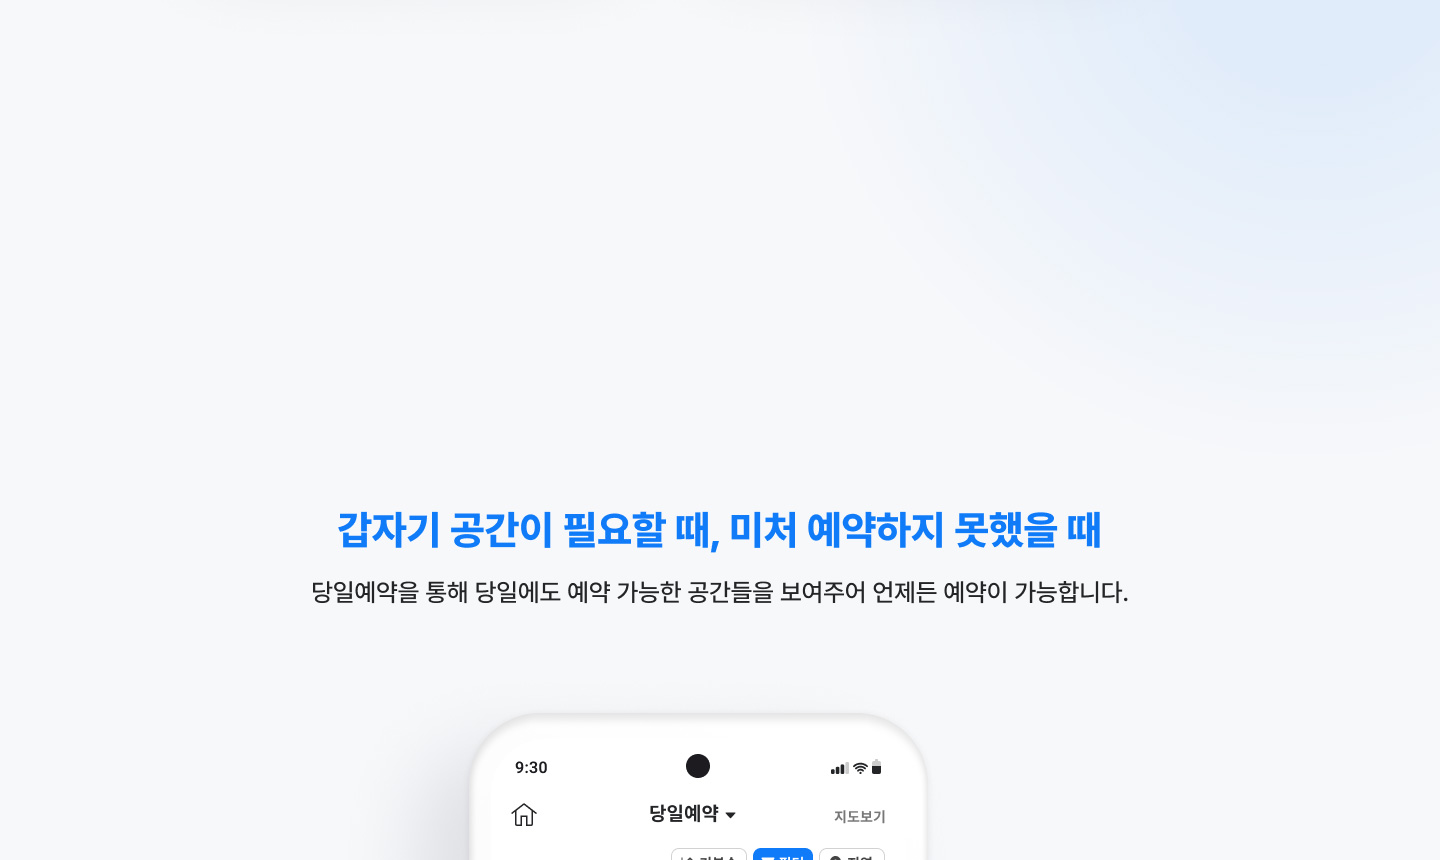 갑자기 공간이 필요할 때, 미처 예약하지 못했을 때
당일예약을 통해 당일에도 예약 가능한 공간들을 보여주어 언제든 예약이 가능합니다.
9:30
당일예약
지도보기